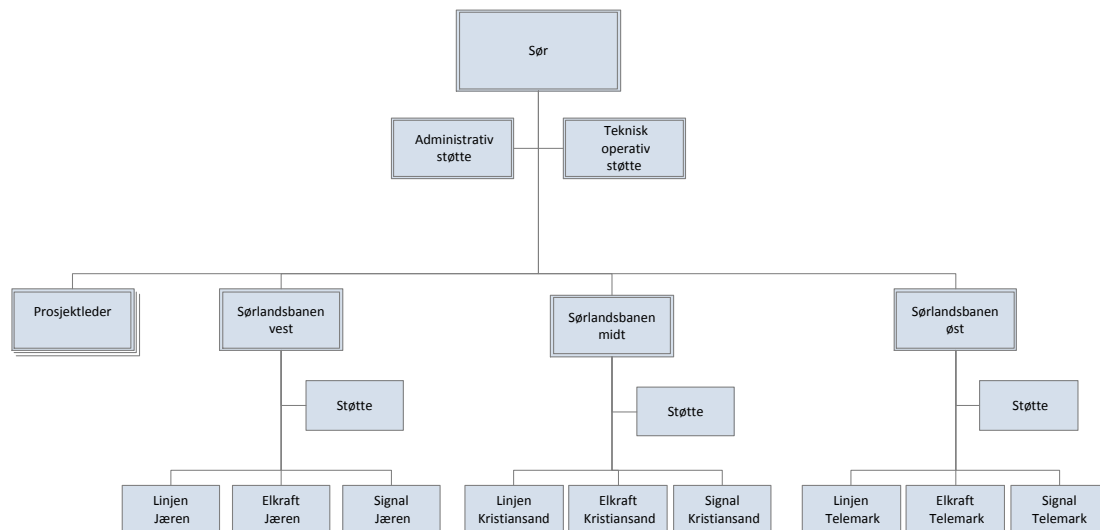 Sør
Administrativ
støtte
Teknisk
operativ
støtte
Prosjektleder
Sørlandsbanen
vest
Sørlandsbanen
midt
Sørlandsbanen
øst
Støtte
Støtte
Støtte
Linjen
Jæren
Elkraft
Jæren
Signal
Jæren
Linjen
Kristiansand
Elkraft
Kristiansand
Signal
Kristiansand
Linjen
Telemark
Elkraft
Telemark
Signal
Telemark